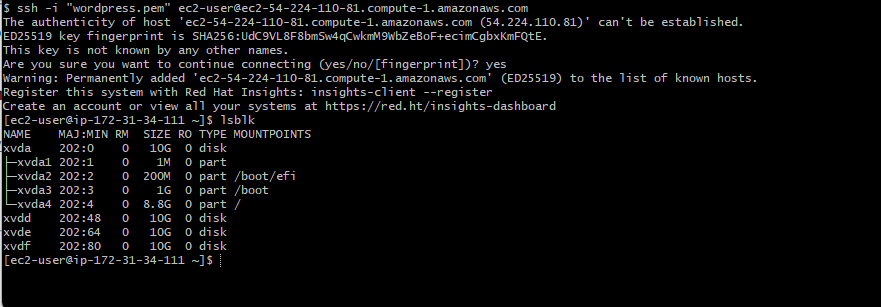 $ ssh -i "wordpress.pem" ec2-user@ec2-54-224-110-81.compute-1.amazonaws.com
The authenticity of host 'ec2-54-224-110-81.compute-1.amazonaws.com (54.224.110.81)' can't be established.
ED25519 key fingerprint is SHA256:UdC9VL8F8bmSw4qCwkmM9WbZeBoF+ecimCgbxKmFQtE.
This key is not known by any other names.
Are you sure you want to continue connecting (yes/no/[fingerprint])? yes
Warning: Permanently added 'ec2-54-224-110-81.compute-1.amazonaws.com' (ED25519) to the list of known hosts.
Register this system with Red Hat Insights: insights-client --register
Create an account or view all your systems at https://red.ht/insights-dashboard
[ec2-user@ip-172-31-34-111 ~]$ lsblk
NAME    MAJ:MIN RM  SIZE RO TYPE MOUNTPOINTS
xvda    202:0    0   10G  0 disk
├─xvda1 202:1    0    1M  0 part
├─xvda2 202:2    0  200M  0 part /boot/efi
├─xvda3 202:3    0    1G  0 part /boot
└─xvda4 202:4    0  8.8G  0 part /
xvdd    202:48   0   10G  0 disk
xvde    202:64   0   10G  0 disk
xvdf    202:80   0   10G  0 disk
[ec2-user@ip-172-31-34-111 ~]$